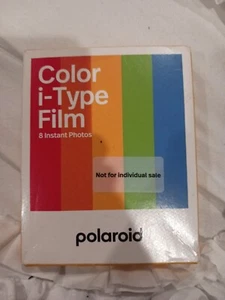 Color
i-Type
Film
8 Instant Photos
Not for individual sale
polaroid